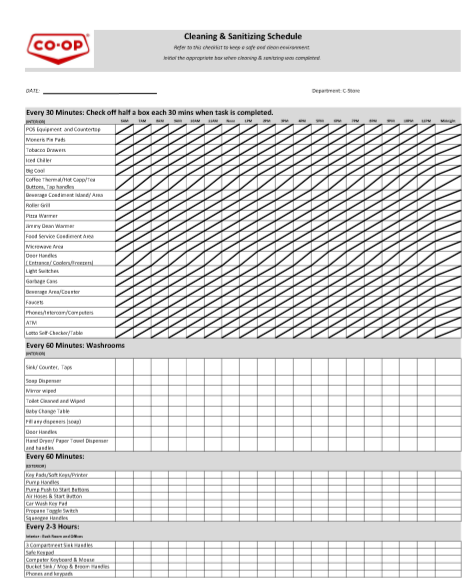 CO-OP
Cleaning & Sanitizing Schedule
Refer to this checklist to keep a safe and clean environment.
Initial the appropriate box when cleaning & sanitizing was completed.
DATE:
Department: C-Store
Every 30 Minutes: Check off half a box each 30 mins when task is completed.
(INTERIOR) 6AM 7AM 8AM 9AM 10AM 11AM Noon 1PM 2PM 3PM 4PM 5PM 6PM 7PM 8PM 9PM 10PM 11PM Midnight
POS Equipment and Countertop
Moneris Pin Pads
Tobacco Drawers
Iced Chiller
Big Cool
Coffee Thermal/Hot Capp/Tea
Buttons, Tap handles
Beverage Condiment Island/ Area
Roller Grill
Pizza Warmer
Jimmy Dean Warmer
Food Service Condiment Area
Microwave Area
Door Handles
( Entrance/ Coolers/Freezers)
Light Switches
Garbage Cans
Beverage Area/Counter
Faucets
Phones/Intercom/Computers
ATM
Lotto Self-Checker/Table
Every 60 Minutes: Washrooms
(INTERIOR)
Sink/ Counter, Taps
Soap Dispenser
Mirror wiped
Toilet Cleaned and Wiped
Baby Change Table
Fill any dispensers (soap)
Door Handles
Hand Dryer/ Paper Towel Dispenser
and handles
Every 60 Minutes:
(EXTERIOR)
Key Pads/Soft Keys/Printer
Pump Handles
Pump Push to Start Buttons
Air Hoses & Start Button
Car Wash Key Pad
Propane Toggle Switch
Squeegee Handles
Every 2-3 Hours:
Interior - Back Room and Offices
3 Compartment Sink Handles
Safe Keypad
Computer Keyboard & Mouse
Bucket Sink / Mop & Broom Handles
Phones and keypads